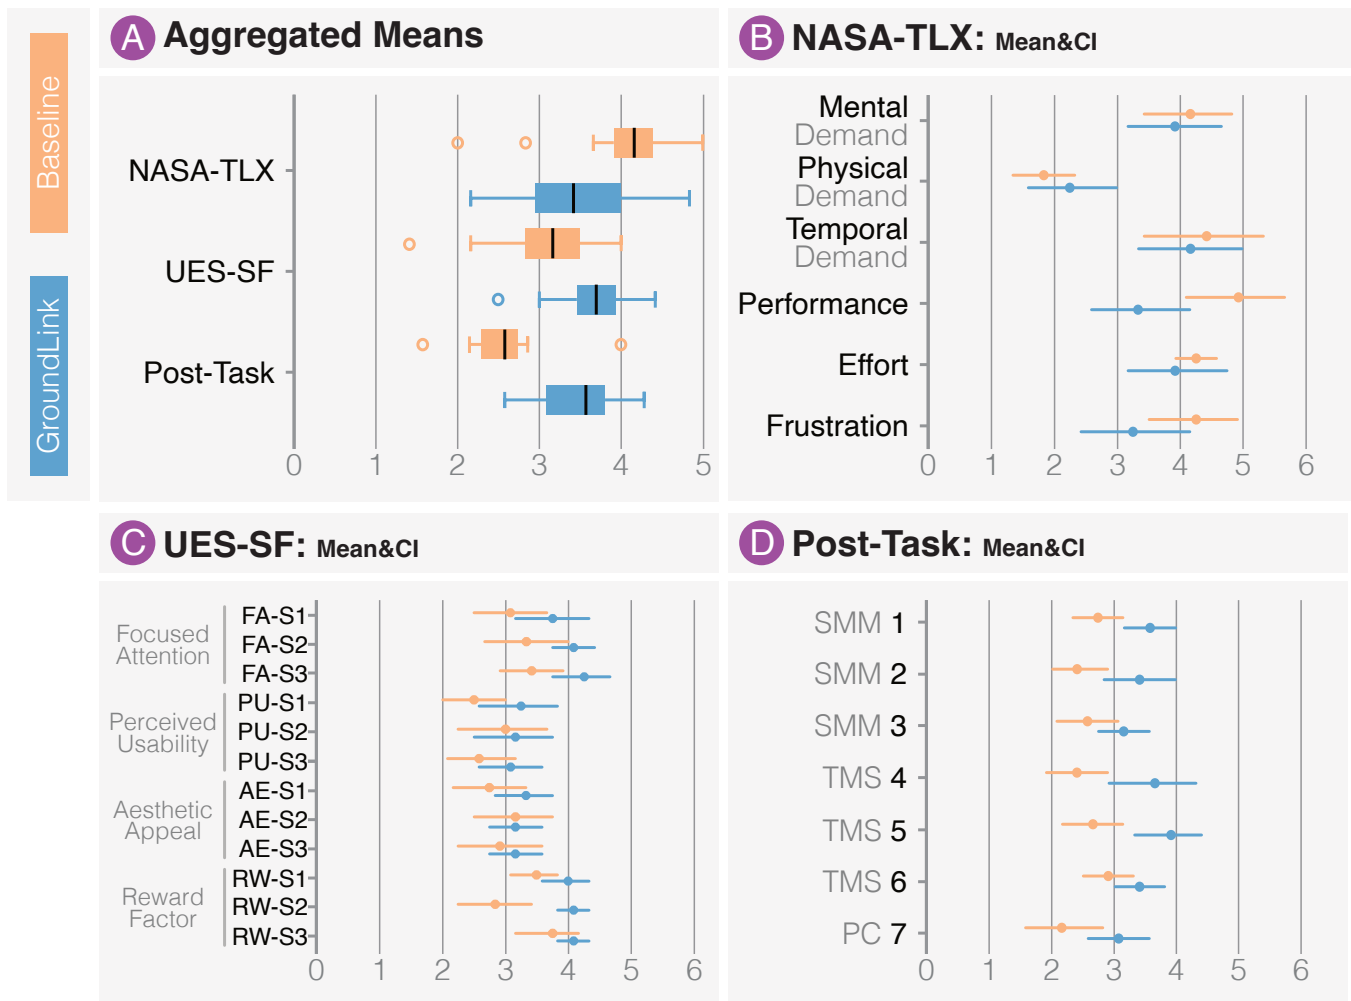 Baseline
GroundLink
A Aggregated Means
NASA-TLX
UES-SF
Post-Task
0 1 2 3 4 5
B NASA-TLX: Mean&CI
Mental
Demand
Physical
Demand
Temporal
Demand
Performance
Effort
Frustration
0 1 2 3 4 5 6
C UES-SF: Mean&CI
Focused
Attention
FA-S1
FA-S2
FA-S3
Perceived
Usability
PU-S1
PU-S2
PU-S3
Aesthetic
Appeal
AE-S1
AE-S2
AE-S3
Reward
Factor
RW-S1
RW-S2
RW-S3
0 1 2 3 4 5 6
D Post-Task: Mean&CI
SMM 1
SMM 2
SMM 3
TMS 4
TMS 5
TMS 6
PC 7
0 1 2 3 4 5 6